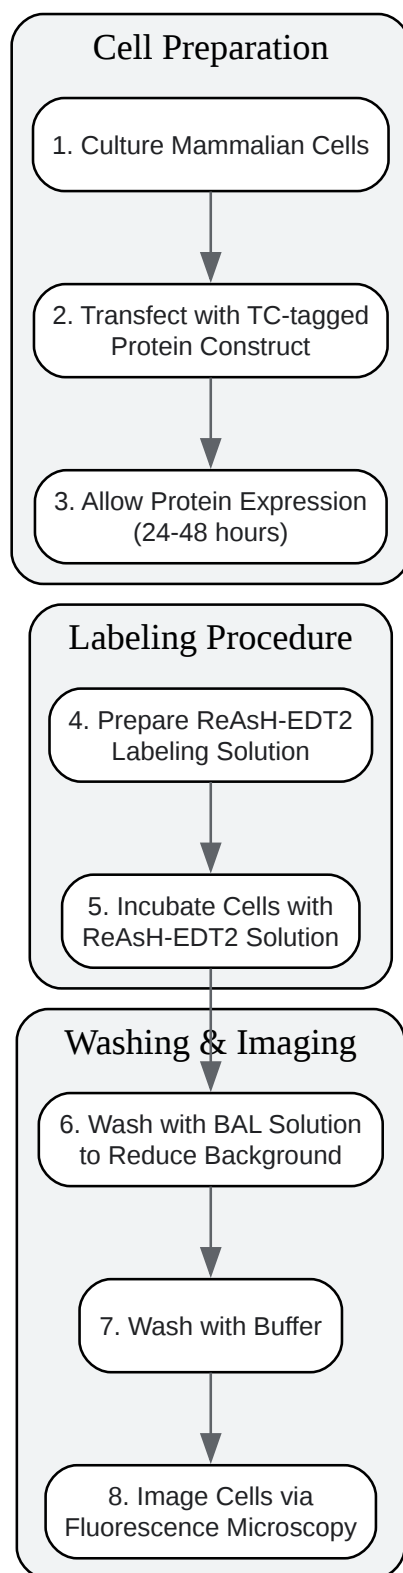 Cell Preparation
1. Culture Mammalian Cells
2. Transfect with TC-tagged
Protein Construct
3. Allow Protein Expression
(24-48 hours)
Labeling Procedure
4. Prepare ReAsH-EDT2
Labeling Solution
5. Incubate Cells with
ReAsH-EDT2 Solution
Washing & Imaging
6. Wash with BAL Solution
to Reduce Background
7. Wash with Buffer
8. Image Cells via
Fluorescence Microscopy